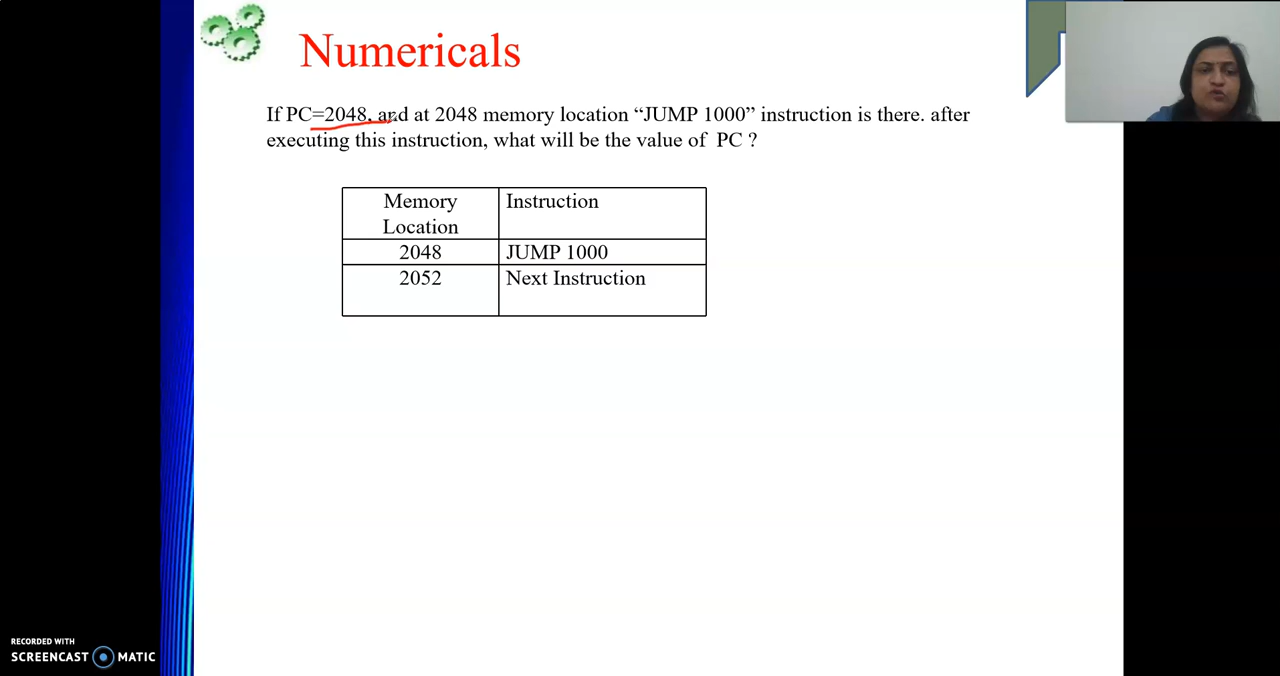 Numericals
If PC=2048, and at 2048 memory location “JUMP 1000” instruction is there. after
executing this instruction, what will be the value of PC ?
Memory Location Instruction
2048 JUMP 1000
2052 Next Instruction
RECORDED WITH
SCREENCAST MATIC